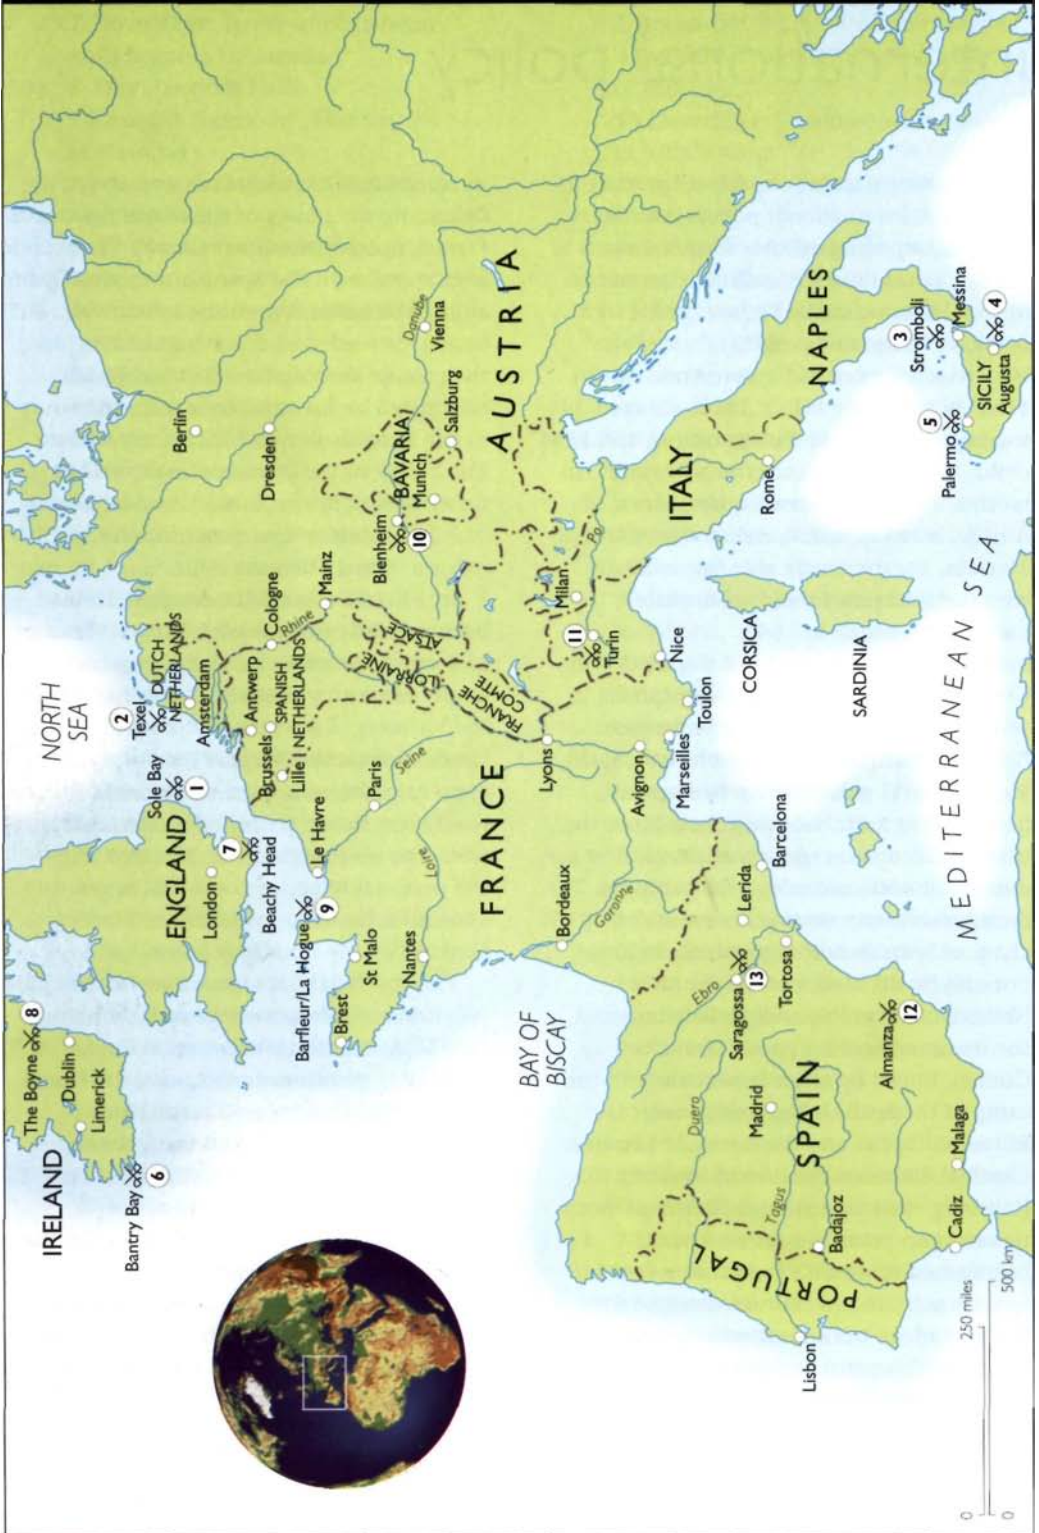 IRELAND
The Boyne
8
Dublin
Limerick
Bantry Bay
6
NORTH
SEA
ENGLAND
London
Sole Bay
1
2
Texel
DUTCH
NETHERLANDS
Amsterdam
7
Beachy Head
Antwerp
Brussels
SPANISH
NETHERLANDS
Lille
Cologne
Rhine
Mainz
Berlin
Dresden
Barfleur/La Hogue
9
Le Havre
Brest
St Malo
Nantes
Paris
Seine
Loire
LORRAINE
ALSACE
FRANCHE
COMTE
Blenheim
10
BAVARIA
Munich
Salzburg
Danube
Vienna
AUSTRIA
FRANCE
BAY OF
BISCAY
Bordeaux
Garonne
Lyons
Avignon
Marseilles
Toulon
Nice
Milan
11
Turin
Po
ITALY
Rome
NAPLES
CORSICA
SARDINIA
3
Stromboli
Messina
4
5
Palermo
SICILY
Augusta
MEDITERRANEAN SEA
Duero
Ebro
Saragossa
13
Lerida
Barcelona
Tortosa
Madrid
SPAIN
Tagus
Badajoz
PORTUGAL
Lisbon
Almanza
12
Malaga
Cadiz
0
250 miles
0
500 km